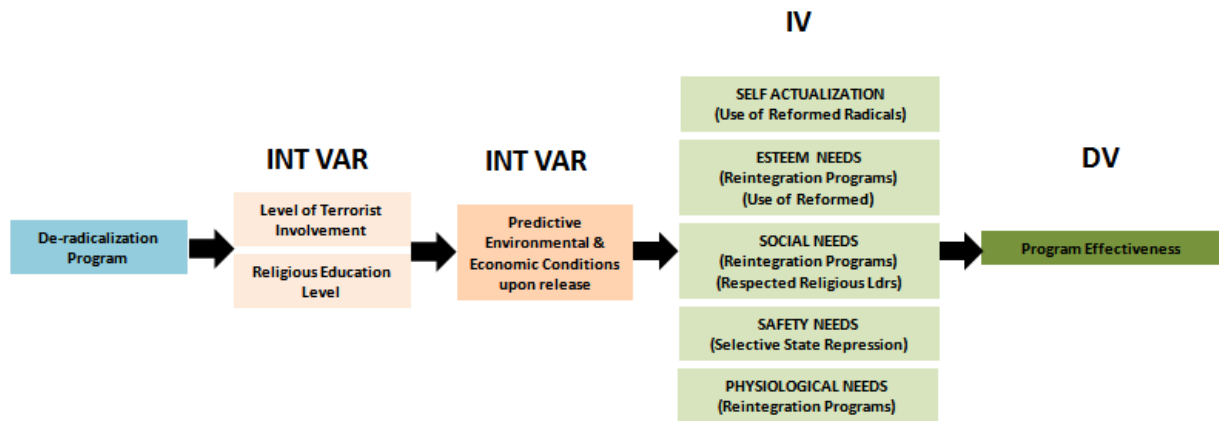 IV
SELF ACTUALIZATION
(Use of Reformed Radicals)
INT VAR
INT VAR
ESTEEM NEEDS
(Reintegration Programs)
(Use of Reformed)
DV
De-radicalization
Program
Level of Terrorist
Involvement
Religious Education
Level
Predictive
Environmental &
Economic Conditions
upon release
SOCIAL NEEDS
(Reintegration Programs)
(Respected Religious Ldrs)
Program Effectiveness
SAFETY NEEDS
(Selective State Repression)
PHYSIOLOGICAL NEEDS
(Reintegration Programs)